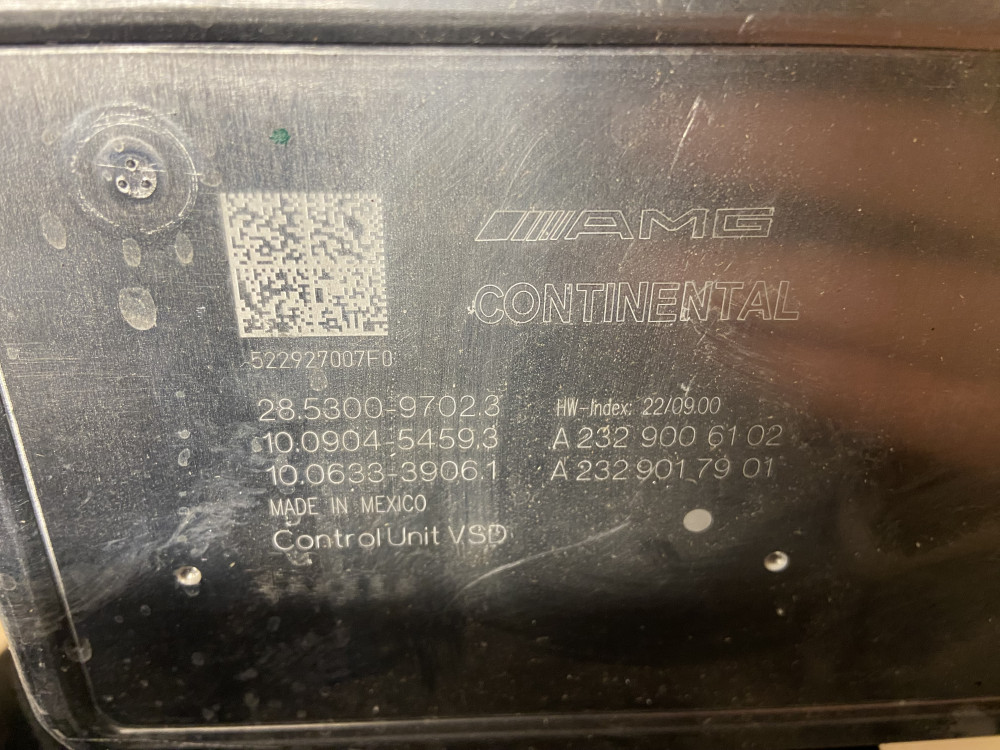 AMG
CONTINENTAL
522927007F0
28.5300-9702.3
10.0904-5459.3
10.0633-3906.1
MADE IN MEXICO
Control Unit VSD
HW-Index: 22/09.00
A 232 900 61 02
A 232 901 79 01